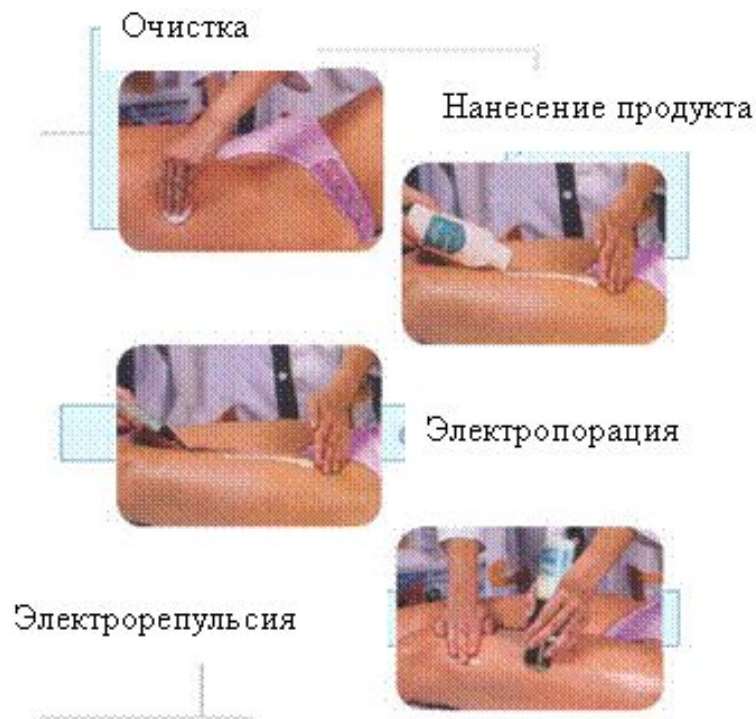 Очистка
Нанесение продукта
Электропорация
Электрорепульсия